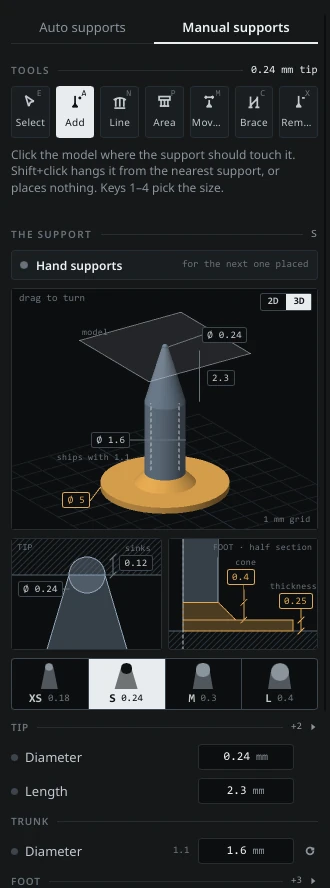 Auto supports
Manual supports
TOOLS
0.24 mm tip
E
A
N
P
M
C
X
Select
Add
Line
Area
Mov...
Brace
Rem...
Click the model where the support should touch it.
Shift+click hangs it from the nearest support, or
places nothing. Keys 1–4 pick the size.
THE SUPPORT
S
Hand supports
for the next one placed
drag to turn
2D
3D
model
Ø 0.24
2.3
Ø 1.6
ships with 1.1
Ø 5
1 mm grid
TIP
sinks
0.12
Ø 0.24
FOOT · half section
cone
0.4
thickness
0.25
XS 0.18
S 0.24
M 0.3
L 0.4
TIP
+2
Diameter
0.24 mm
Length
2.3 mm
TRUNK
Diameter
1.1
1.6 mm
FOOT
+3